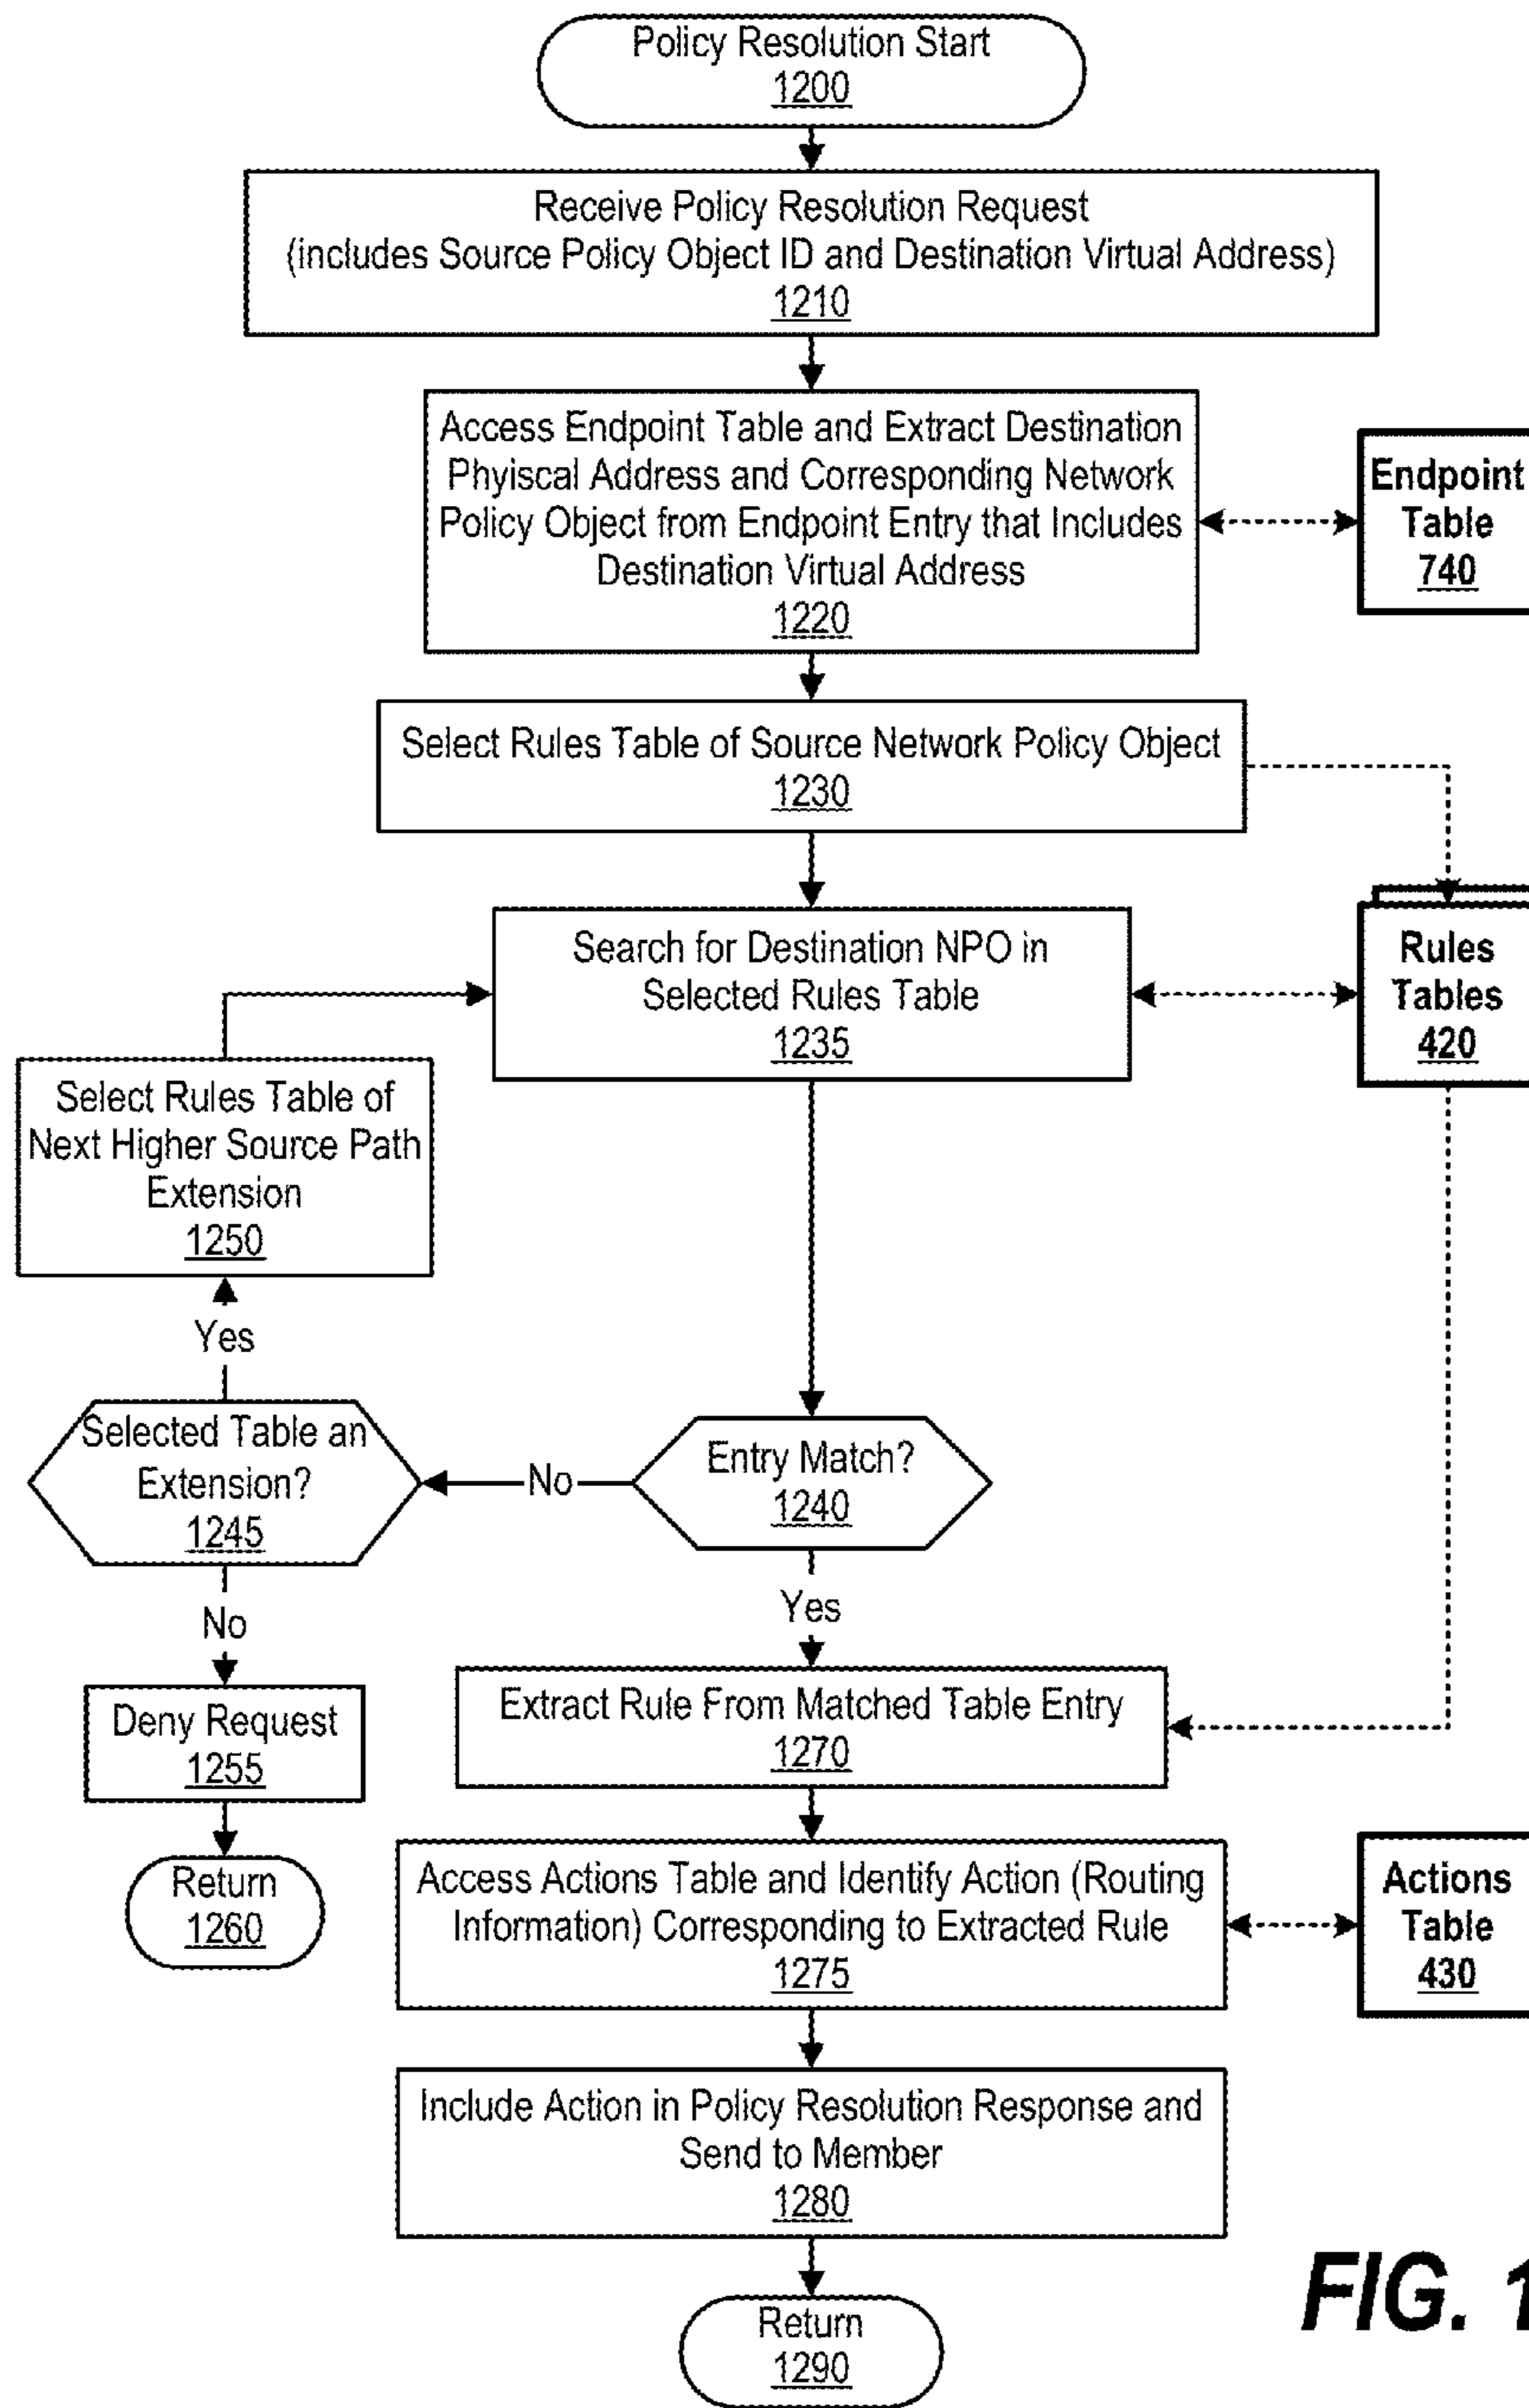 Policy Resolution Start
1200
Receive Policy Resolution Request
(includes Source Policy Object ID and Destination Virtual Address)
1210
Access Endpoint Table and Extract Destination
Phyiscal Address and Corresponding Network
Policy Object from Endpoint Entry that Includes
Destination Virtual Address
1220
Endpoint
Table
740
Select Rules Table of Source Network Policy Object
1230
Search for Destination NPO in
Selected Rules Table
1235
Rules
Tables
420
Select Rules Table of
Next Higher Source Path
Extension
1250
Yes
Selected Table an
Extension?
1245
No
Entry Match?
1240
No
Yes
Deny Request
1255
Return
1260
Extract Rule From Matched Table Entry
1270
Access Actions Table and Identify Action (Routing
Information) Corresponding to Extracted Rule
1275
Actions
Table
430
Include Action in Policy Resolution Response and
Send to Member
1280
Return
1290
FIG. 1